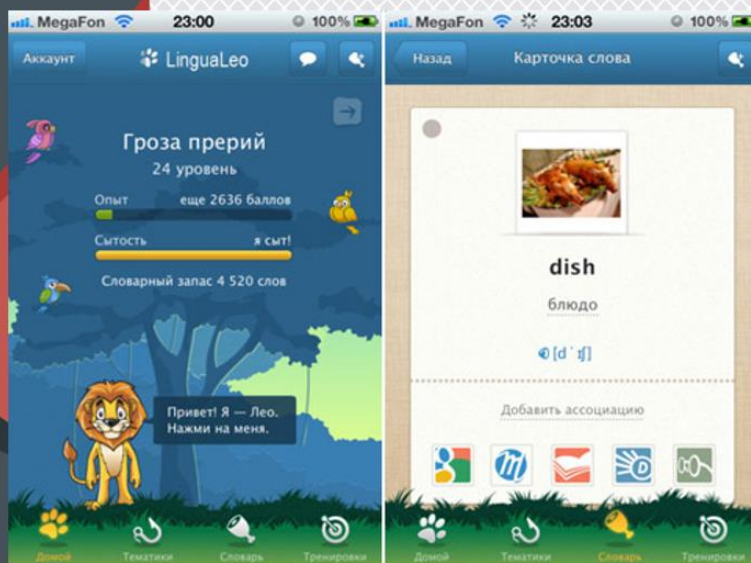 MegaFon 23:00 100%
Аккаунт LinguaLeo
Гроза прерий
24 уровень
Опыт еще 2636 баллов
Сытость я сыт!
Словарный запас 4 520 слов
Привет! Я — Лео.
Нажми на меня.
Домой Тематики Словарь Тренировки
MegaFon 23:03 100%
Назад Карточка слова
dish
блюдо
[d ˈ ɪʃ]
Добавить ассоциацию
m
D
Домой Тематики Словарь Тренировки